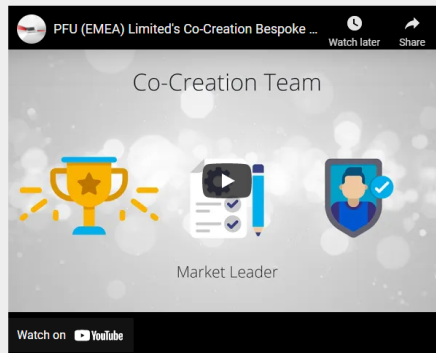 PFU (EMEA) Limited's Co-Creation Bespoke ...
Watch later
Share
Co-Creation Team
Market Leader
Watch on YouTube